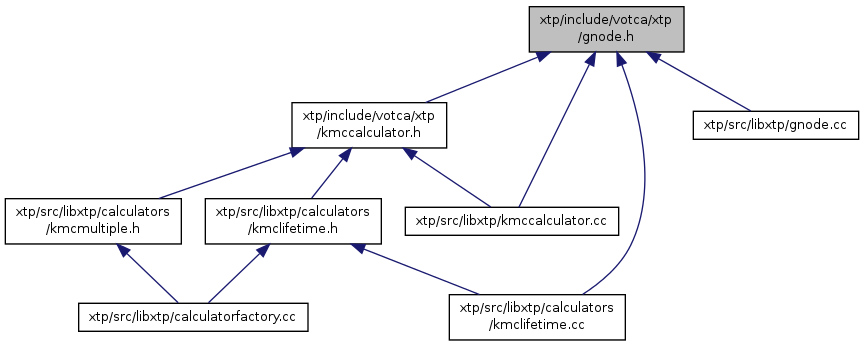 xtp/include/votca/xtp
/gnode.h
xtp/include/votca/xtp
/kmccalculator.h
xtp/src/libxtp/gnode.cc
xtp/src/libxtp/calculators
/kmcmultiple.h
xtp/src/libxtp/calculators
/kmclifetime.h
xtp/src/libxtp/kmccalculator.cc
xtp/src/libxtp/calculatorfactory.cc
xtp/src/libxtp/calculators
/kmclifetime.cc